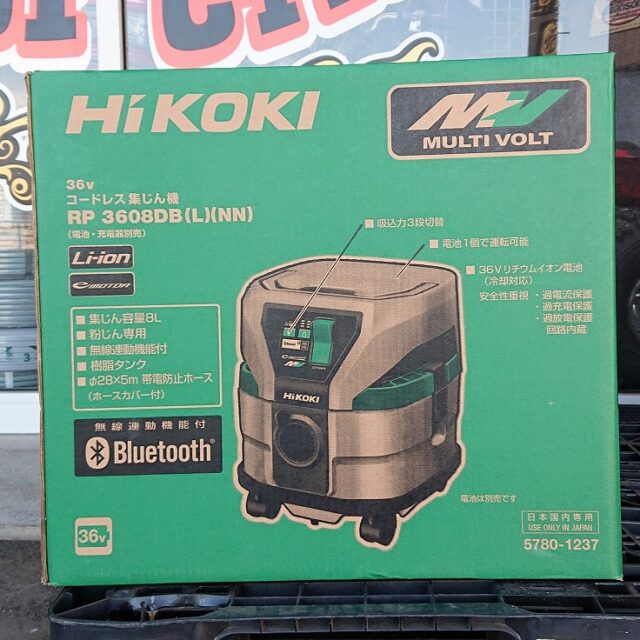 HiKOKI
MV
MULTI VOLT
36v
コードレス 集じん機
RP 3608DB(L)(NN)
(電池・充電器別売)
Li-ion
e MOTOR
■集じん容量8L
■粉じん専用
■無線連動機能付
■樹脂タンク
■φ28×5m 帯電防止ホース
(ホースカバー付)
無線連動機能付
Bluetooth®
36v
■吸込力3段切替
■電池1個で運転可能
■36Vリチウムイオン電池
(冷却対応)
安全性重視・過電流保護
・過充電保護
・過放電保護
回路内蔵
HiKOKI
電池は別売です
日本国内専用
USE ONLY IN JAPAN
5780-1237